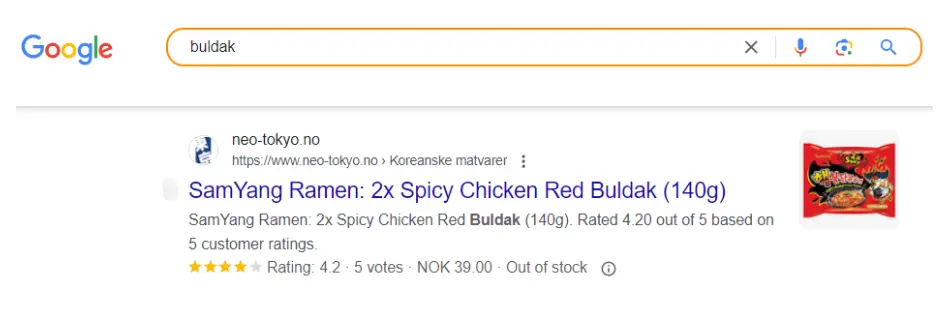 Google
buldak
neo-tokyo.no
https://www.neo-tokyo.no › Koreanske matvarer
SamYang Ramen: 2x Spicy Chicken Red Buldak (140g)
SamYang Ramen: 2x Spicy Chicken Red Buldak (140g). Rated 4.20 out of 5 based on
5 customer ratings.
Rating: 4.2 · 5 votes · NOK 39.00 · Out of stock